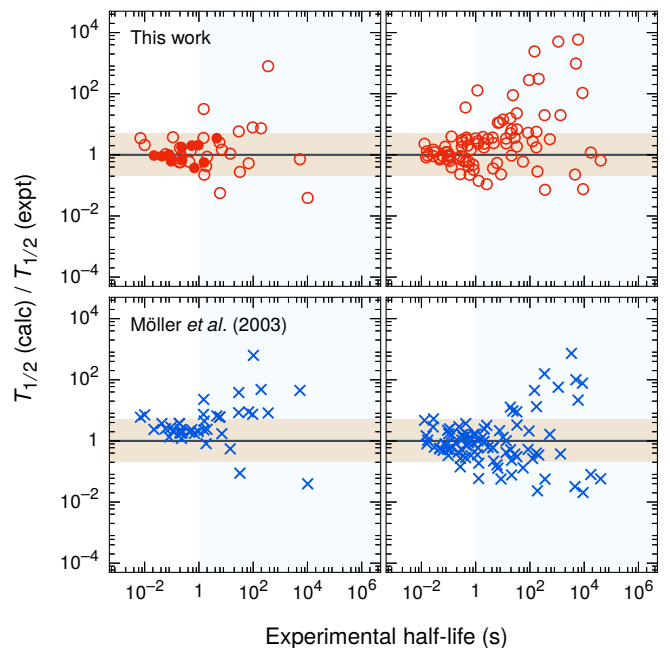 This work
10^4
10^2
1
10^−2
10^−4
Möller et al. (2003)
10^4
10^2
1
10^−2
10^−4
10^−2 1 10^2 10^4 10^6 10^−2 1 10^2 10^4 10^6
T_1/2 (calc) / T_1/2 (expt)
Experimental half-life (s)